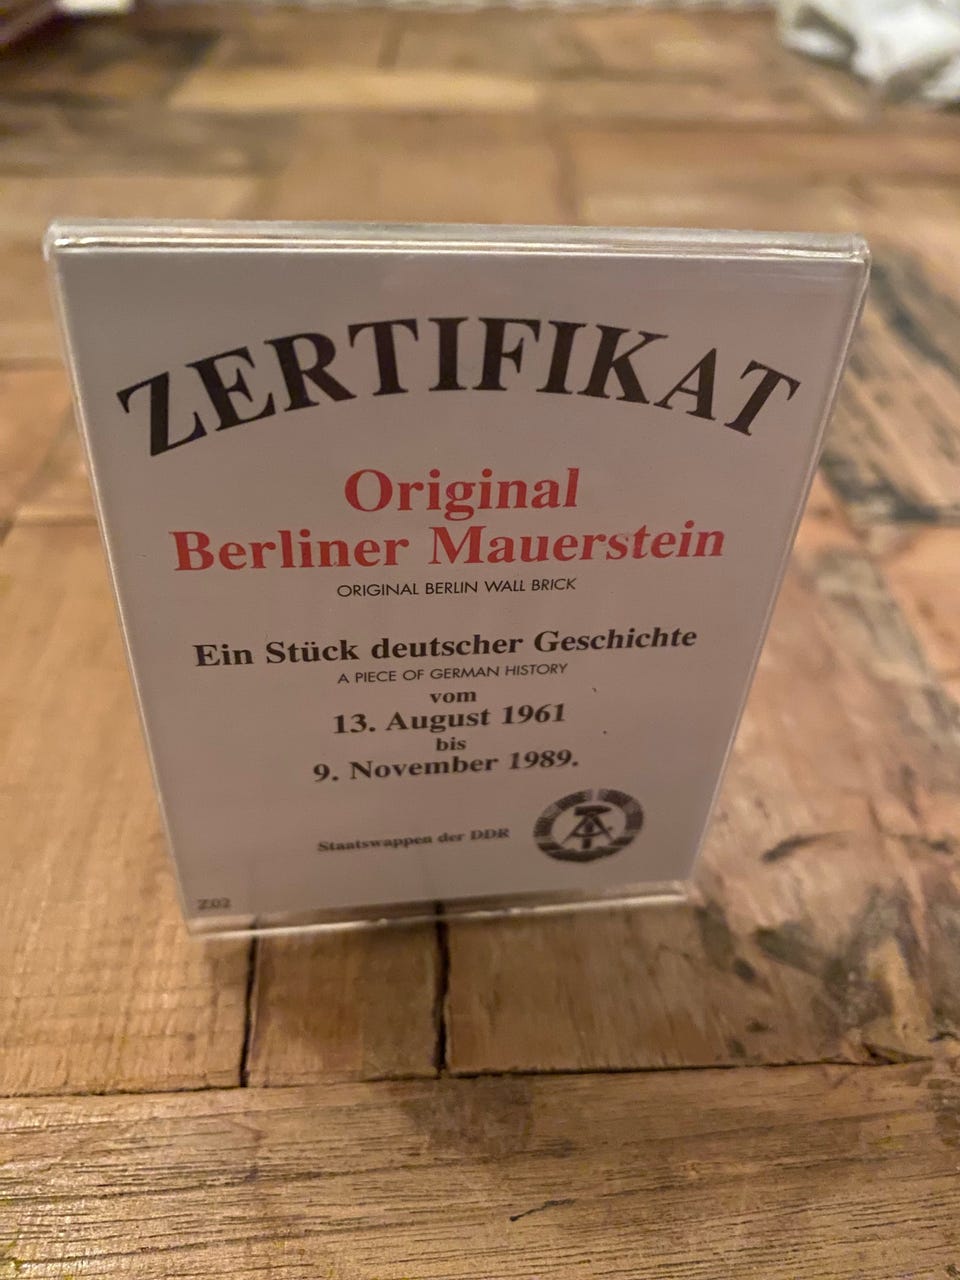 ZERTIFIKAT
Original
Berliner Mauerstein
ORIGINAL BERLIN WALL BRICK
Ein Stück deutscher Geschichte
A PIECE OF GERMAN HISTORY
vom
13. August 1961
bis
9. November 1989.
Staatswappen der DDR
Z02